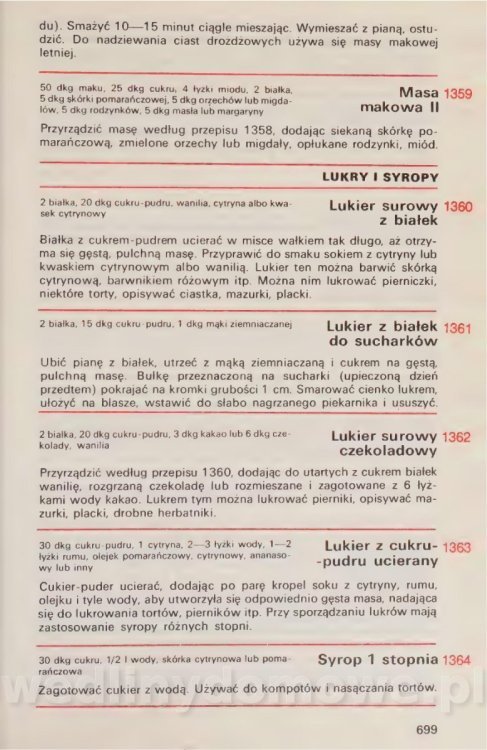 du). Smażyć 10—15 minut ciągle mieszając. Wymieszać z pianą, ostu-
dzić. Do nadziewania ciast drożdżowych używa się masy makowej
letniej.
50 dkg maku, 25 dkg cukru, 4 łyżki miodu, 2 białka,
5 dkg skórki pomarańczowej, 5 dkg orzechów lub migda-
łów, 5 dkg rodzynków, 5 dkg masła lub margaryny
Masa 1359
makowa II
Przyrządzić masę według przepisu 1358, dodając siekaną skórkę po-
marańczową, zmielone orzechy lub migdały, opłukane rodzynki, miód.
LUKRY I SYROPY
2 białka, 20 dkg cukru-pudru, wanilia, cytryna albo kwa-
sek cytrynowy
Lukier surowy 1360
z białek
Białka z cukrem-pudrem ucierać w misce wałkiem tak długo, aż otrzy-
ma się gęstą, pulchną masę. Przyprawić do smaku sokiem z cytryny lub
kwaskiem cytrynowym albo wanilią. Lukier ten można barwić skórką
cytrynową, barwnikiem różowym itp. Można nim lukrować pierniczki,
niektóre torty, opisywać ciastka, mazurki, placki.
2 białka, 15 dkg cukru pudru, 1 dkg mąki ziemniaczanej
Lukier z białek 1361
do sucharków
Ubić pianę z białek, utrzeć z mąką ziemniaczaną i cukrem na gęstą,
pulchną masę. Bułkę przeznaczoną na sucharki (upieczoną dzień
przedtem) pokrajać na kromki grubości 1 cm. Smarować cienko lukrem,
ułożyć na blasze, wstawić do słabo nagrzanego piekarnika i ususzyć.
2 białka, 20 dkg cukru-pudru, 3 dkg kakao lub 6 dkg cze-
kolady, wanilia
Lukier surowy 1362
czekoladowy
Przyrządzić według przepisu 1360, dodając do utartych z cukrem białek
wanilię, rozgrzaną czekoladę lub rozmieszane i zagotowane z 6 łyż-
kami wody kakao. Lukrem tym można lukrować pierniki, opisywać ma-
zurki, placki, drobne herbatniki.
30 dkg cukru-pudru, 1 cytryna, 2—3 łyżki wody, 1—2
łyżki rumu, olejek pomarańczowy, cytrynowy, ananaso-
wy lub inny
Lukier z cukru- 1363
-pudru ucierany
Cukier-puder ucierać, dodając po parę kropel soku z cytryny, rumu,
olejku i tyle wody, aby utworzyła się odpowiednio gęsta masa, nadająca
się do lukrowania tortów, pierników itp. Przy sporządzaniu lukrów mają
zastosowanie syropy różnych stopni.
30 dkg cukru, 1/2 l wody, skórka cytrynowa lub poma-
rańczowa
Syrop 1 stopnia 1364
Zagotować cukier z wodą. Używać do kompotów i nasączania tortów.
wedlinydomowe.pl
699